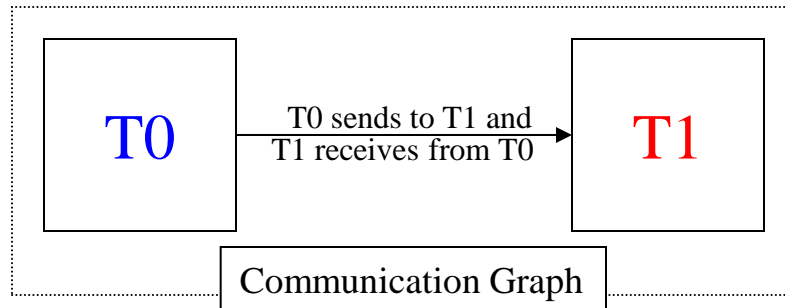 T0
T0 sends to T1 and
T1 receives from T0
T1
Communication Graph